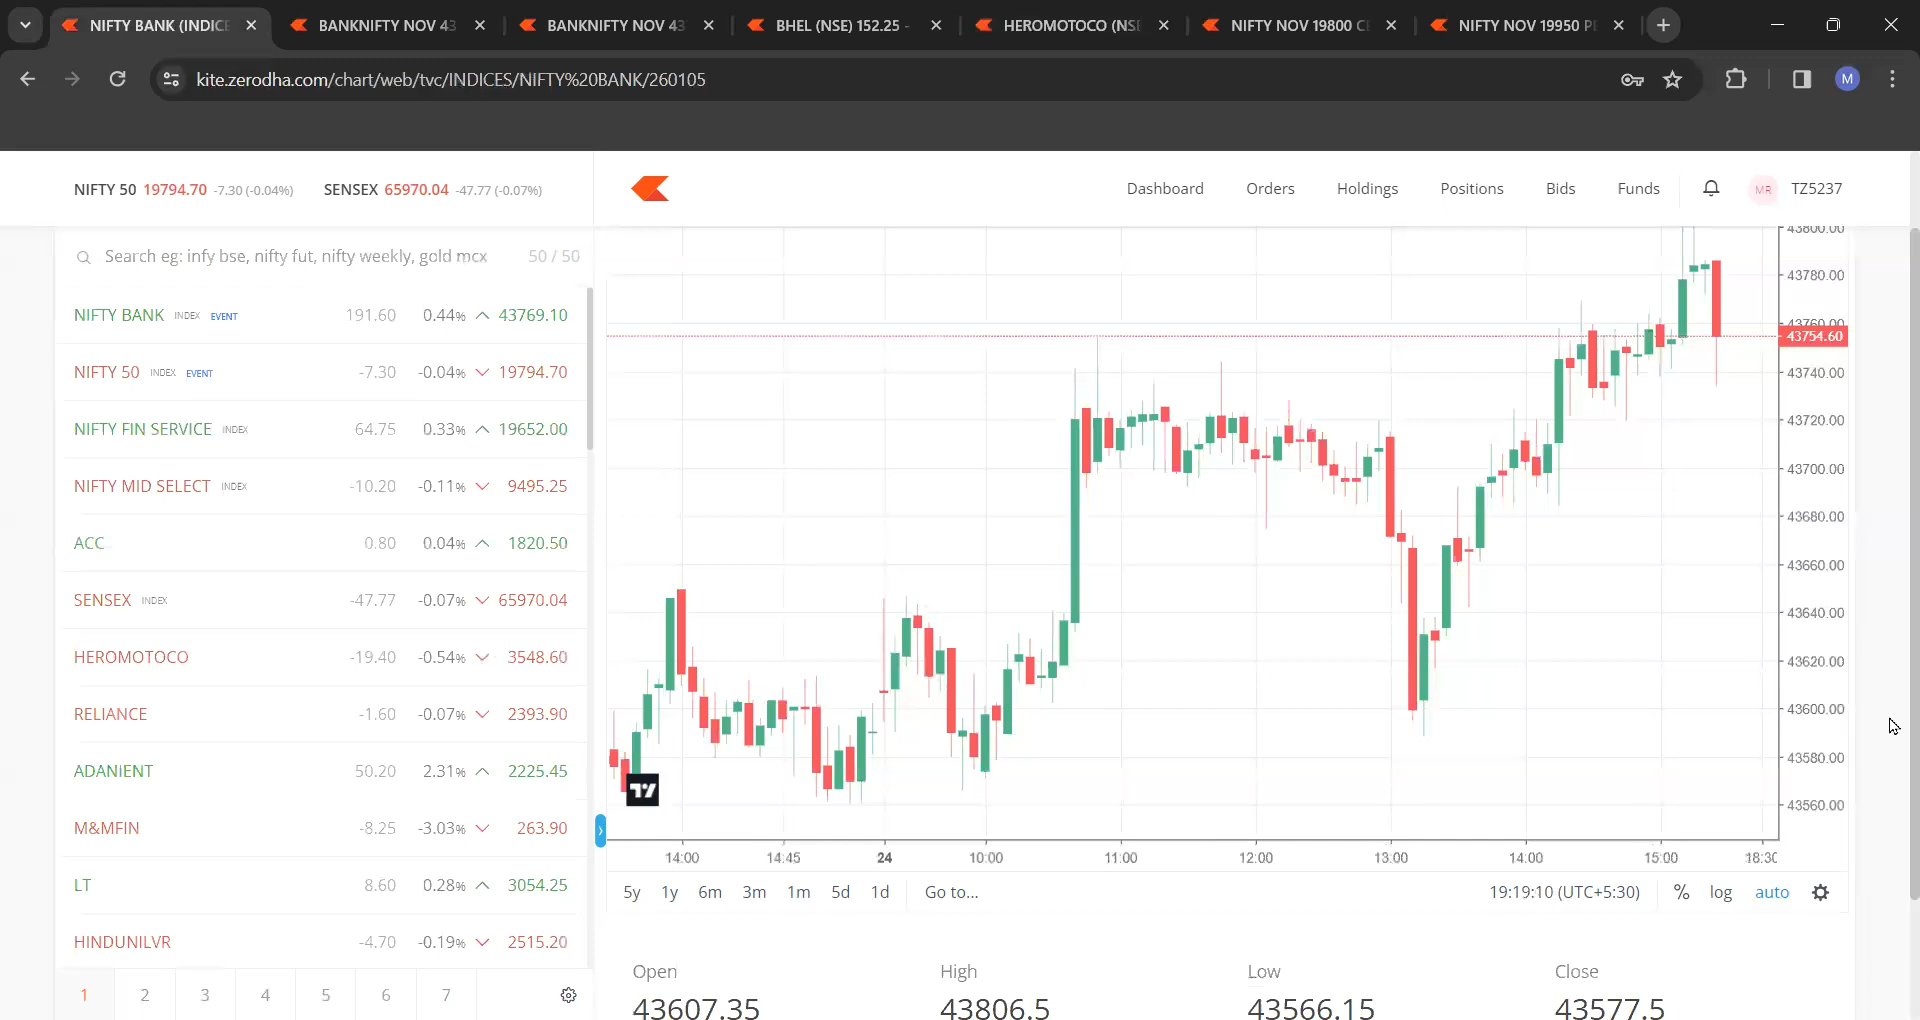 NIFTY BANK (INDIC
BANKNIFTY NOV 43
BANKNIFTY NOV 43
BHEL (NSE) 152.25 -
HEROMOTOCO (NSE
NIFTY NOV 19800 CE
NIFTY NOV 19950 PE
kite.zerodha.com/chart/web/tvc/INDICES/NIFTY%20BANK/260105
M
NIFTY 50 19794.70 -7.30 (-0.04%) SENSEX 65970.04 -47.77 (-0.07%)
Dashboard Orders Holdings Positions Bids Funds MR TZ5237
Search eg: infy bse, nifty fut, nifty weekly, gold mcx 50 / 50
NIFTY BANK INDEX EVENT 191.60 0.44% 43769.10
NIFTY 50 INDEX EVENT -7.30 -0.04% 19794.70
NIFTY FIN SERVICE INDEX 64.75 0.33% 19652.00
NIFTY MID SELECT INDEX -10.20 -0.11% 9495.25
ACC 0.80 0.04% 1820.50
SENSEX INDEX -47.77 -0.07% 65970.04
HEROMOTOCO -19.40 -0.54% 3548.60
RELIANCE -1.60 -0.07% 2393.90
ADANIENT 50.20 2.31% 2225.45
M&MFIN -8.25 -3.03% 263.90
LT 8.60 0.28% 3054.25
HINDUNILVR -4.70 -0.19% 2515.20
1 2 3 4 5 6 7
43800.00
43780.00
43760.00
43754.60
43740.00
43720.00
43700.00
43680.00
43660.00
43640.00
43620.00
43600.00
43580.00
43560.00
14:00 14:45 24 10:00 11:00 12:00 13:00 14:00 15:00 18:30
5y 1y 6m 3m 1m 5d 1d Go to... 19:19:10 (UTC+5:30) % log auto
Open High Low Close
43607.35 43806.5 43566.15 43577.5